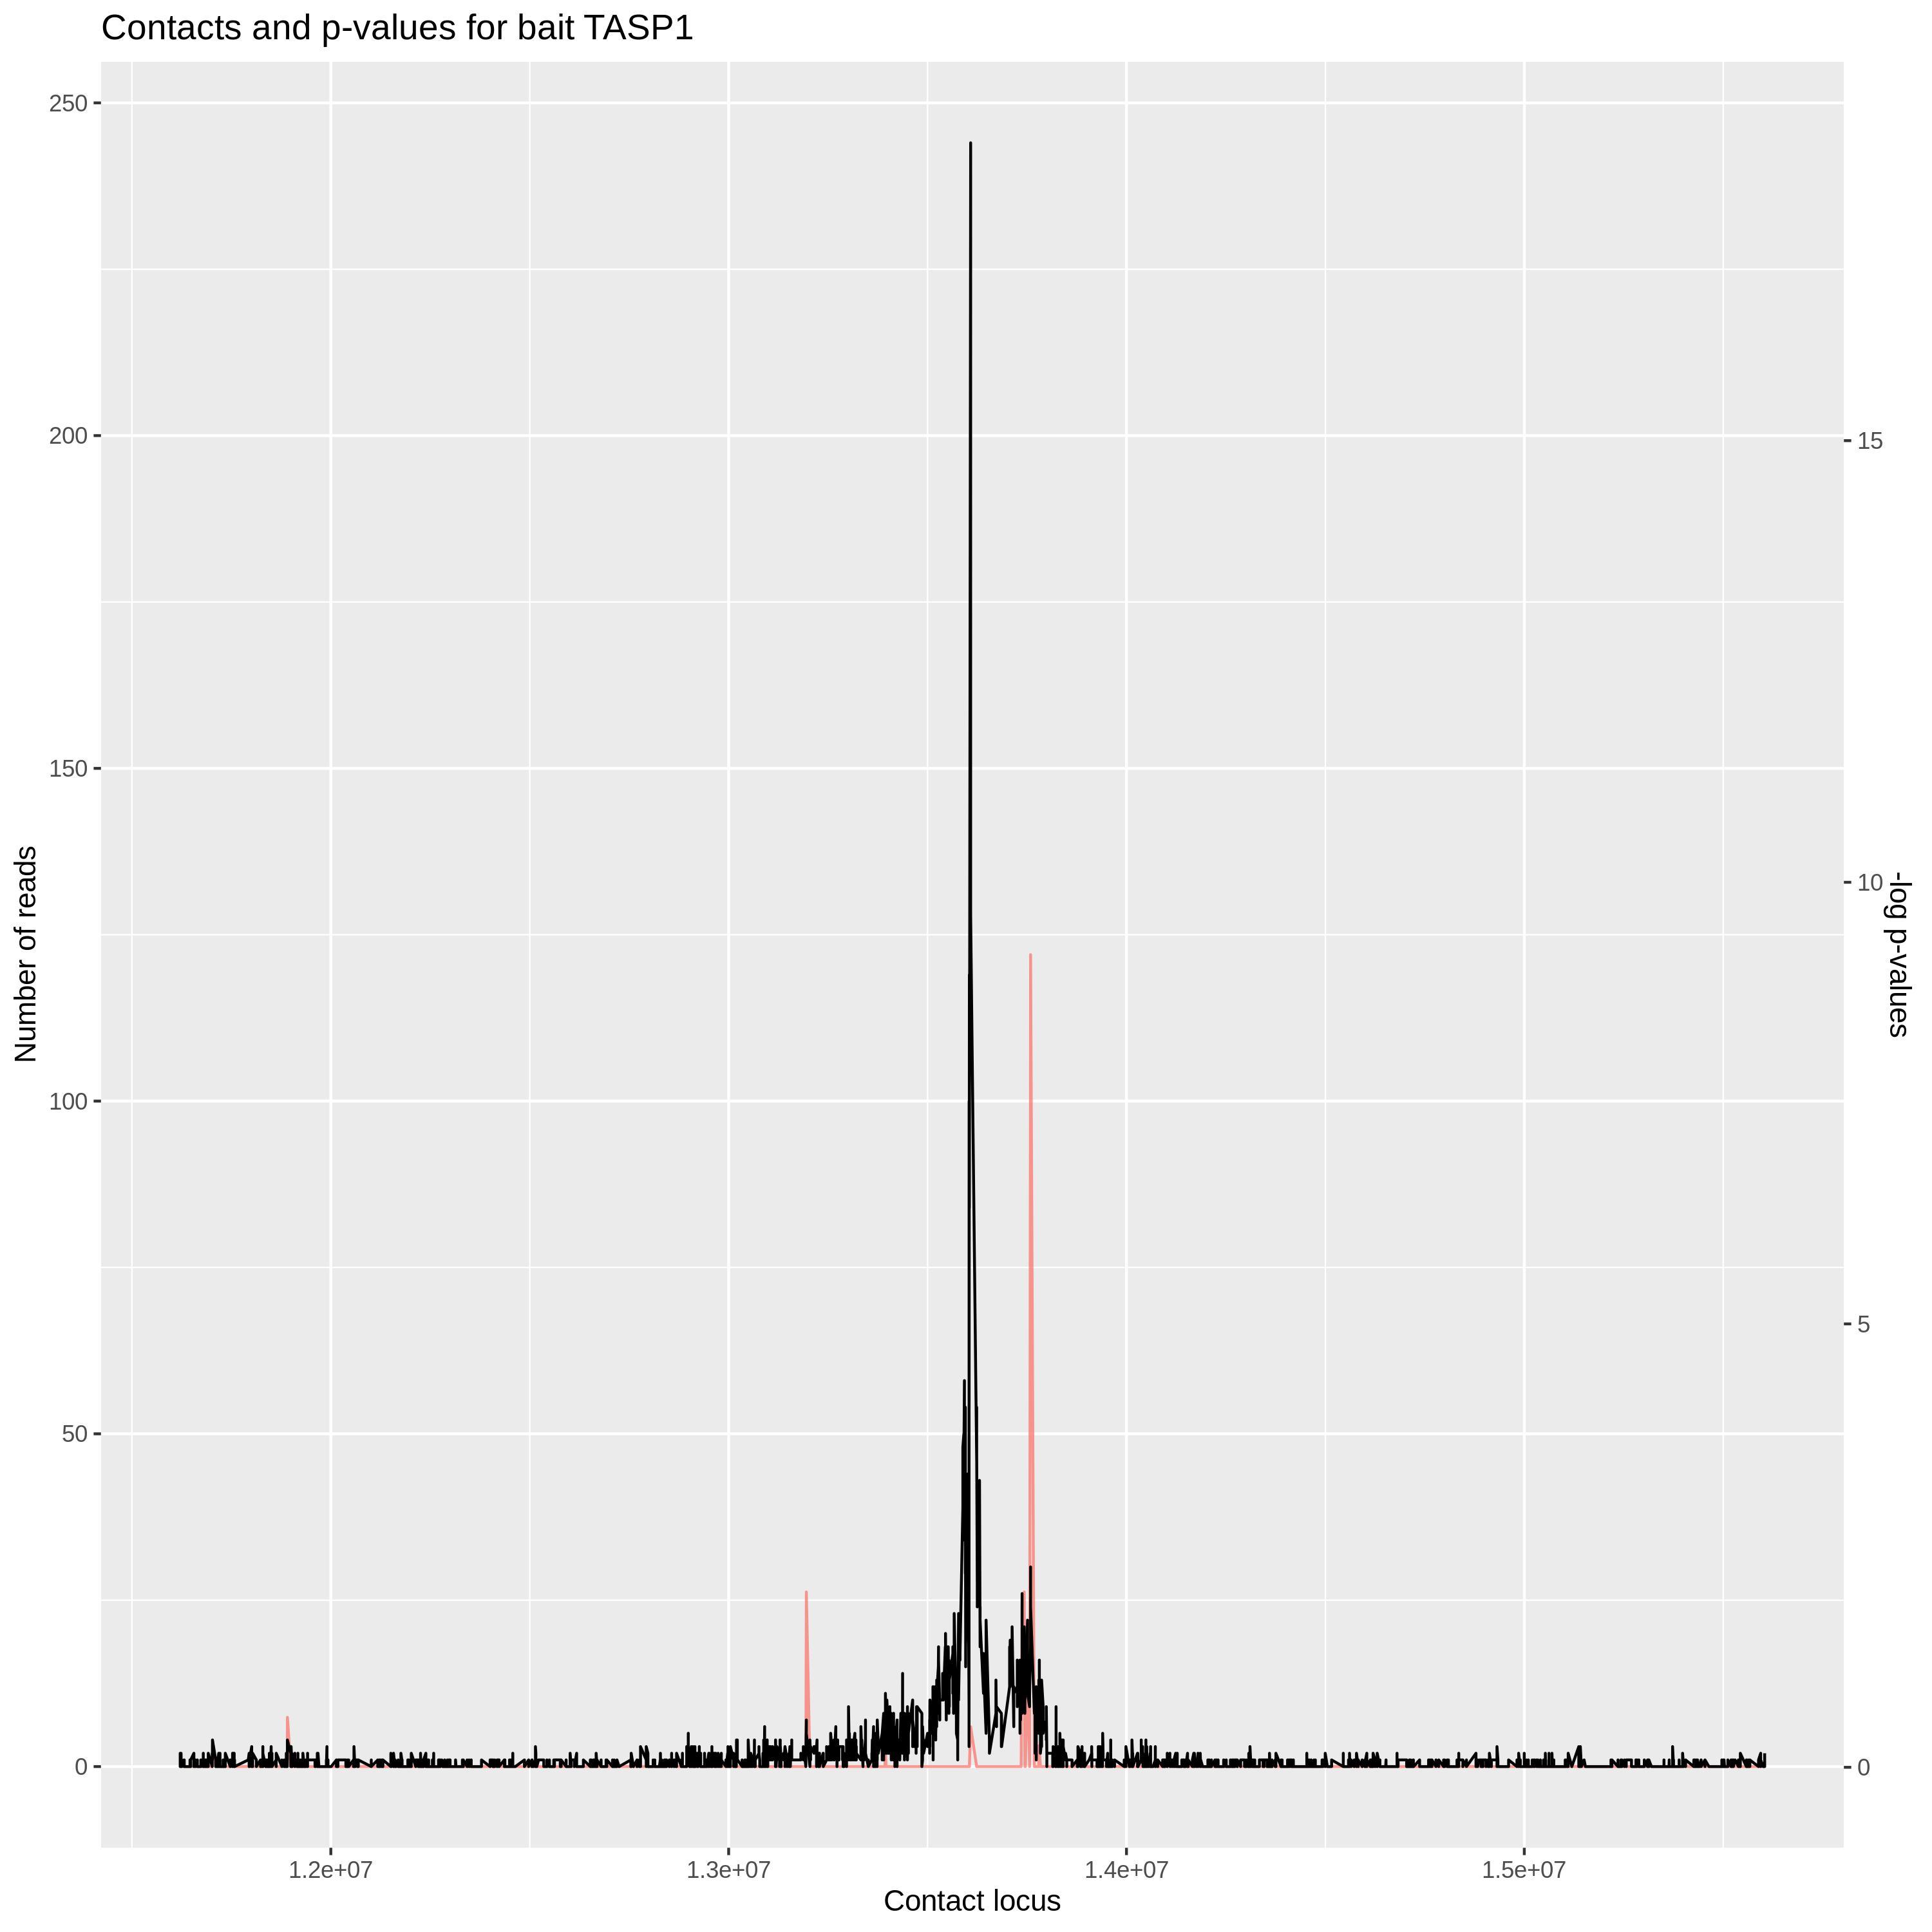 Contacts and p-values for bait TASP1
250
200
150
100
50
0
Number of reads
15
10
5
0
-log p-values
1.2e+07 1.3e+07 1.4e+07 1.5e+07
Contact locus